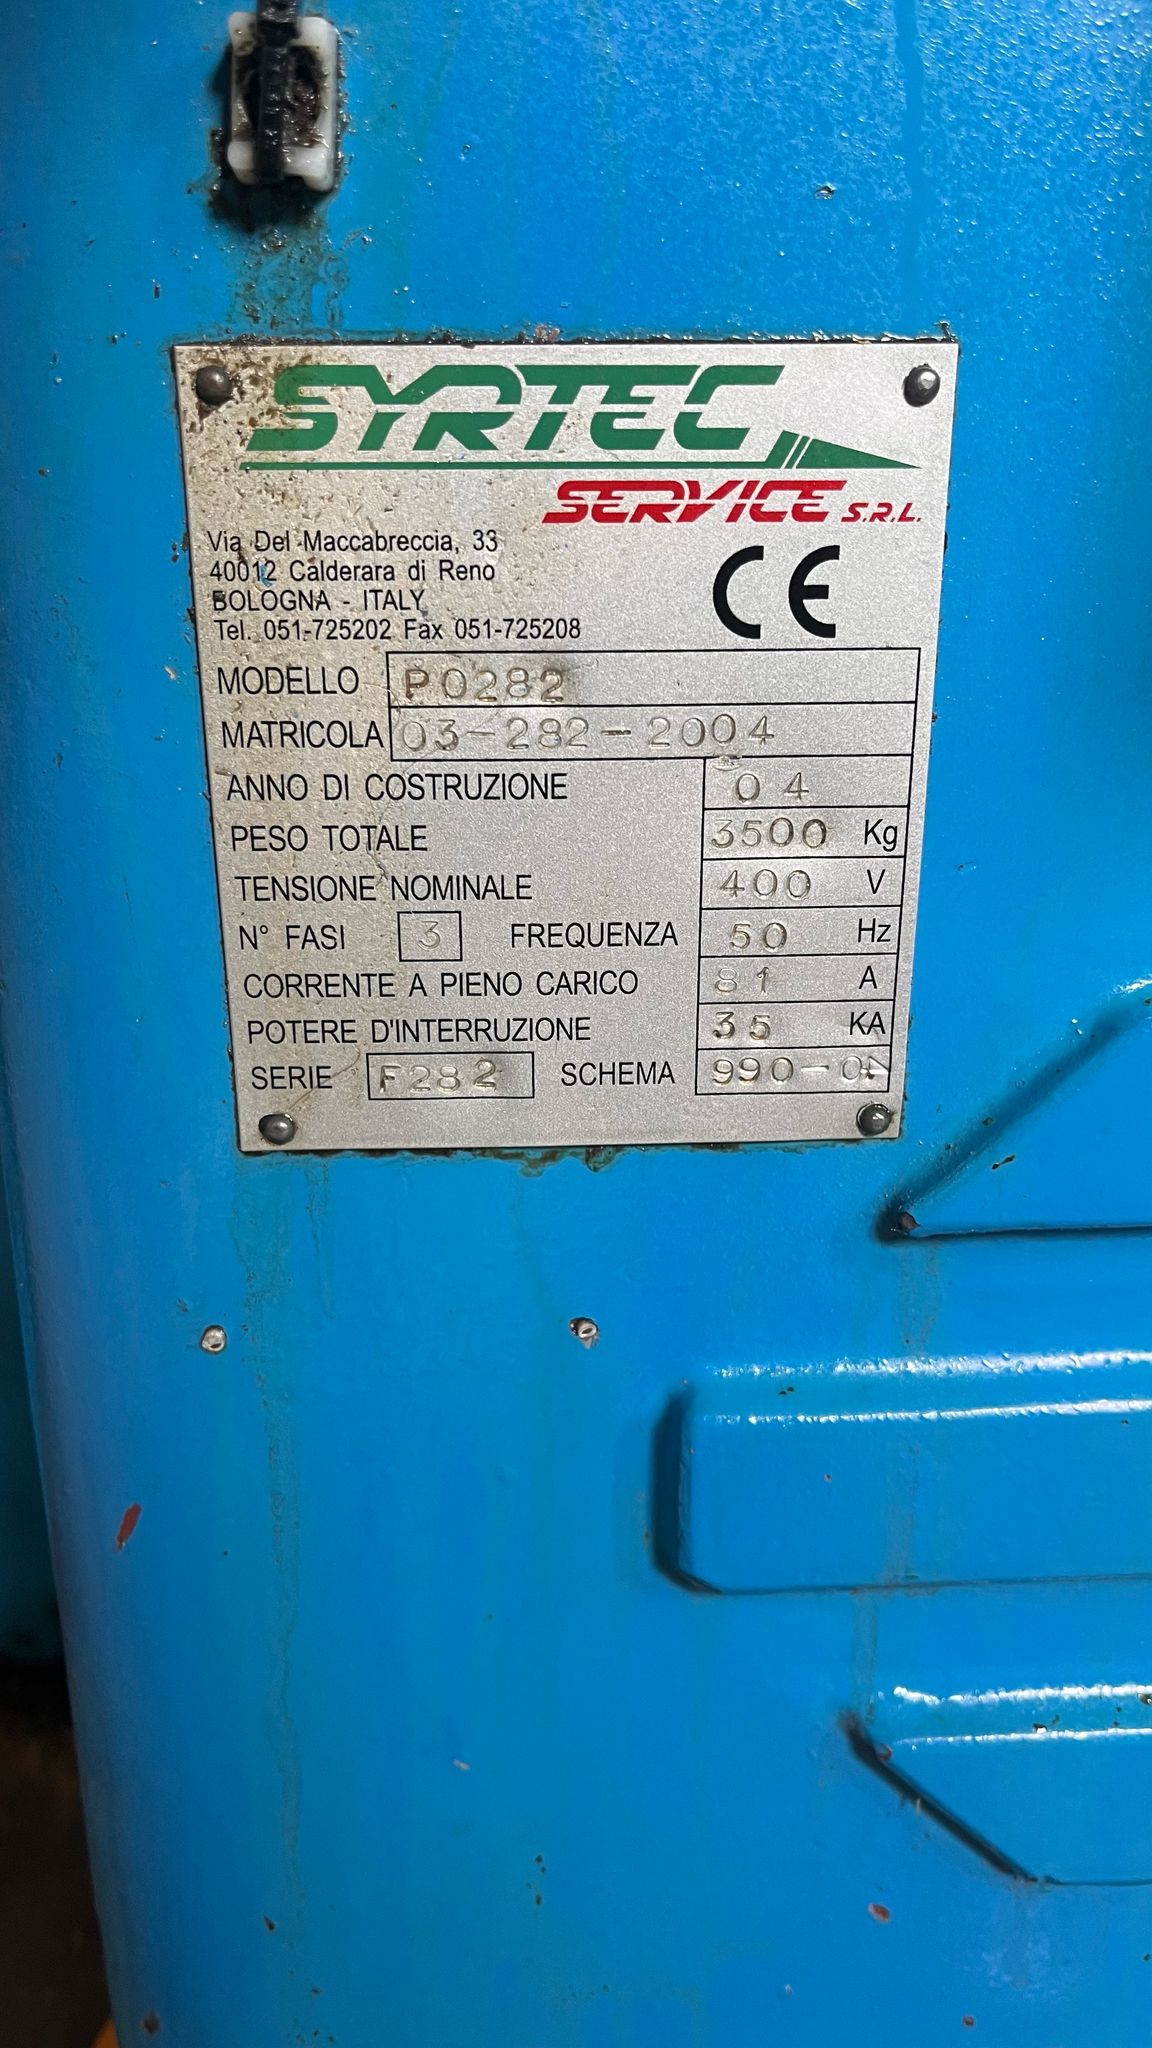 SYRTEC
SERVICE S.R.L.
Via Del Maccabreccia, 33
40012 Calderara di Reno
BOLOGNA - ITALY
Tel. 051-725202 Fax 051-725208
CE
MODELLO P0282
MATRICOLA 03-282-2004
ANNO DI COSTRUZIONE 04
PESO TOTALE 3500 Kg
TENSIONE NOMINALE 400 V
N° FASI 3 FREQUENZA 50 Hz
CORRENTE A PIENO CARICO 81 A
POTERE D'INTERRUZIONE 35 KA
SERIE F282 SCHEMA